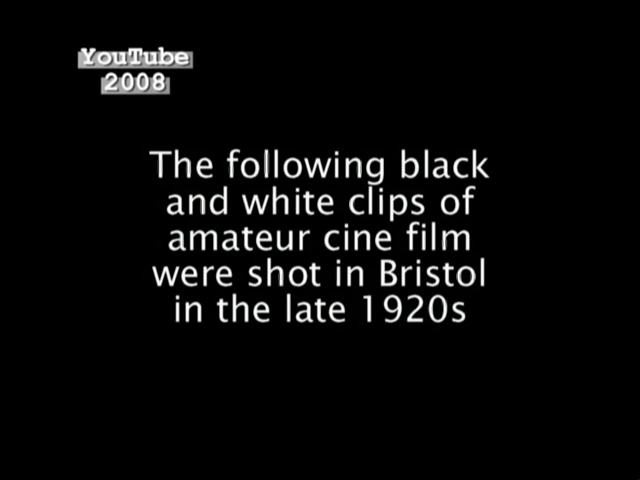 YouTube
2008
The following black
and white clips of
amateur cine film
were shot in Bristol
in the late 1920s